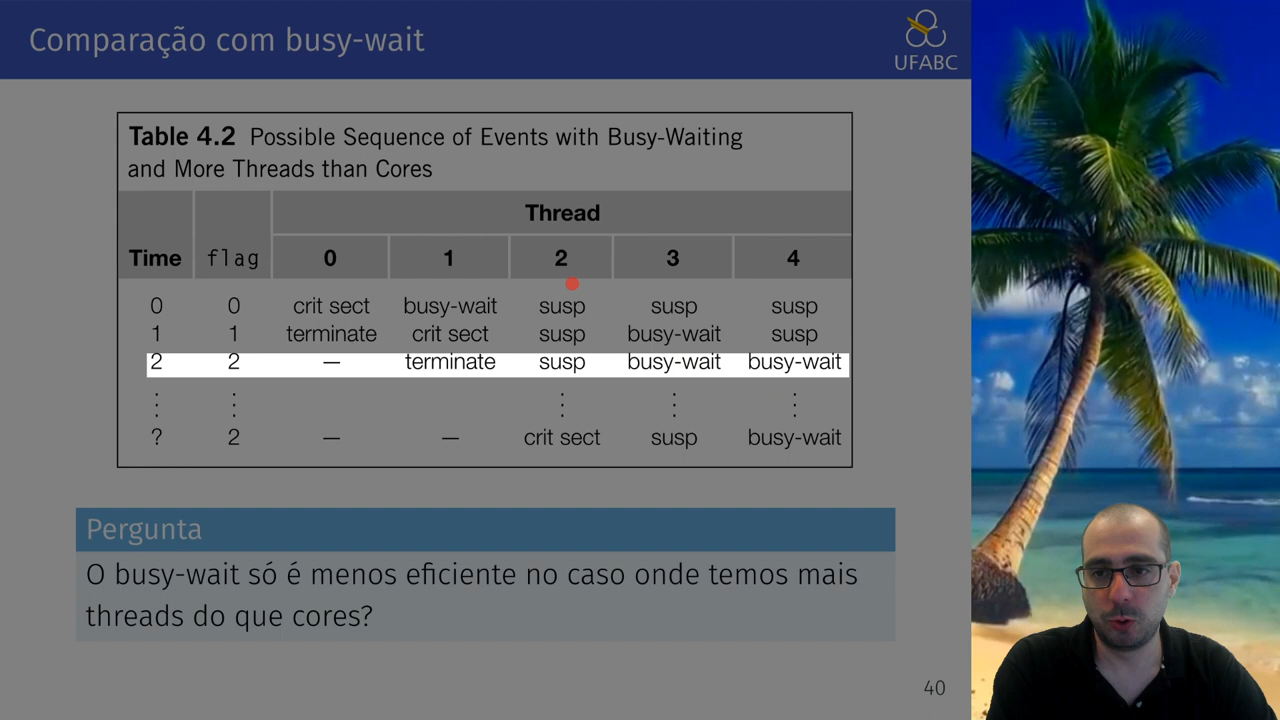 Comparação com busy-wait
UFABC
Table 4.2 Possible Sequence of Events with Busy-Waiting
and More Threads than Cores
Thread
Time flag 0 1 2 3 4
0 0 crit sect busy-wait susp susp susp
1 1 terminate crit sect susp busy-wait susp
2 2 — terminate susp busy-wait busy-wait
⋮ ⋮ ⋮ ⋮ ⋮
? 2 — — crit sect susp busy-wait
Pergunta
O busy-wait só é menos eficiente no caso onde temos mais
threads do que cores?
40